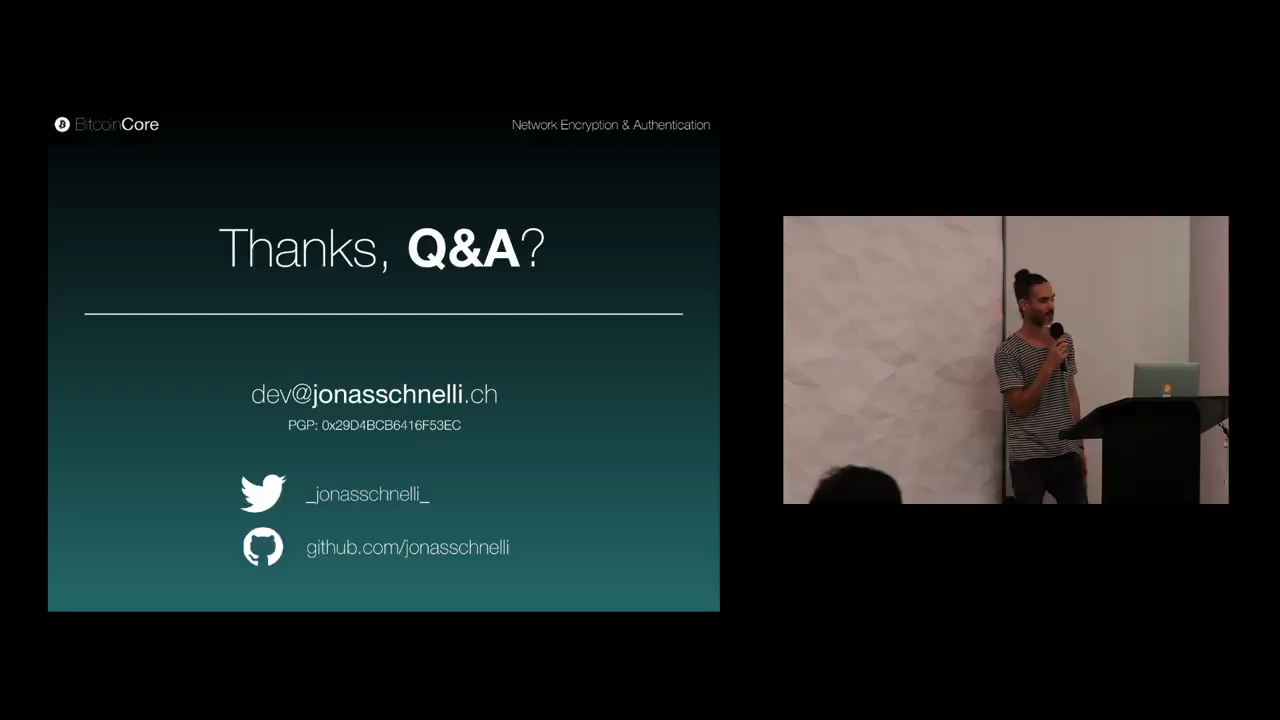 BitcoinCore
Network Encryption & Authentication
Thanks, Q&A?
dev@jonasschnelli.ch
PGP: 0x29D4BCB6416F53EC
_jonasschnelli_
github.com/jonasschnelli